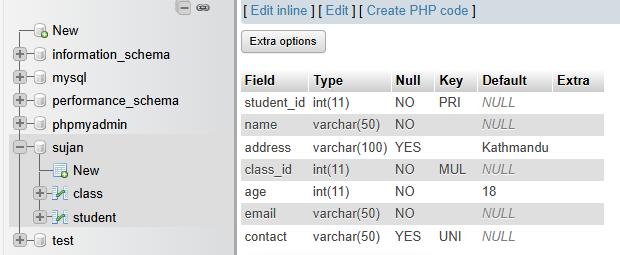 New
information_schema
mysql
performance_schema
phpmyadmin
sujan
New
class
student
test
[ Edit inline ] [ Edit ] [ Create PHP code ]
Extra options
Field Type Null Key Default Extra
student_id int(11) NO PRI NULL
name varchar(50) NO NULL
address varchar(100) YES Kathmandu
class_id int(11) NO MUL NULL
age int(11) NO 18
email varchar(50) NO NULL
contact varchar(50) YES UNI NULL